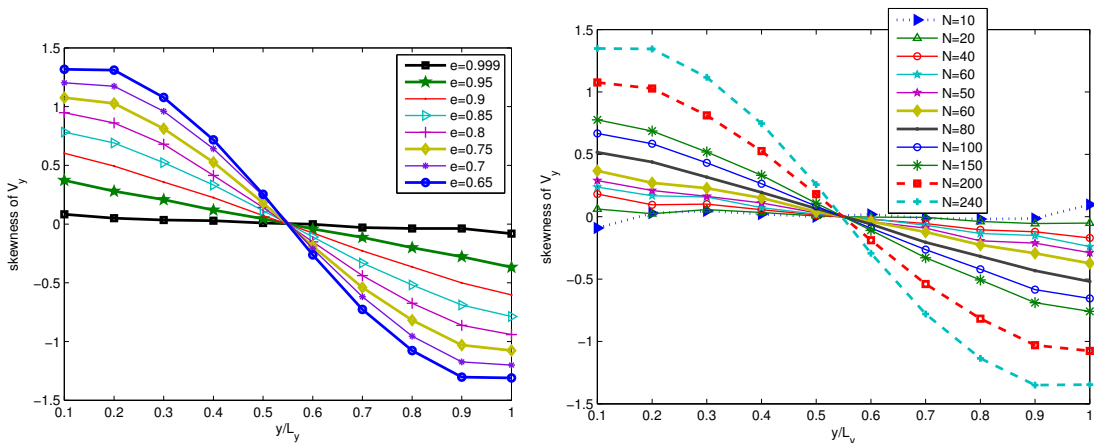 1.5
1
0.5
0
−0.5
−1
−1.5
skewness of Vy
0.1 0.2 0.3 0.4 0.5 0.6 0.7 0.8 0.9 1
y/Ly
e=0.999
e=0.95
e=0.9
e=0.85
e=0.8
e=0.75
e=0.7
e=0.65
1.5
1
0.5
0
−0.5
−1
−1.5
skewness of Vy
0.1 0.2 0.3 0.4 0.5 0.6 0.7 0.8 0.9 1
y/Ly
N=10
N=20
N=40
N=60
N=50
N=60
N=80
N=100
N=150
N=200
N=240